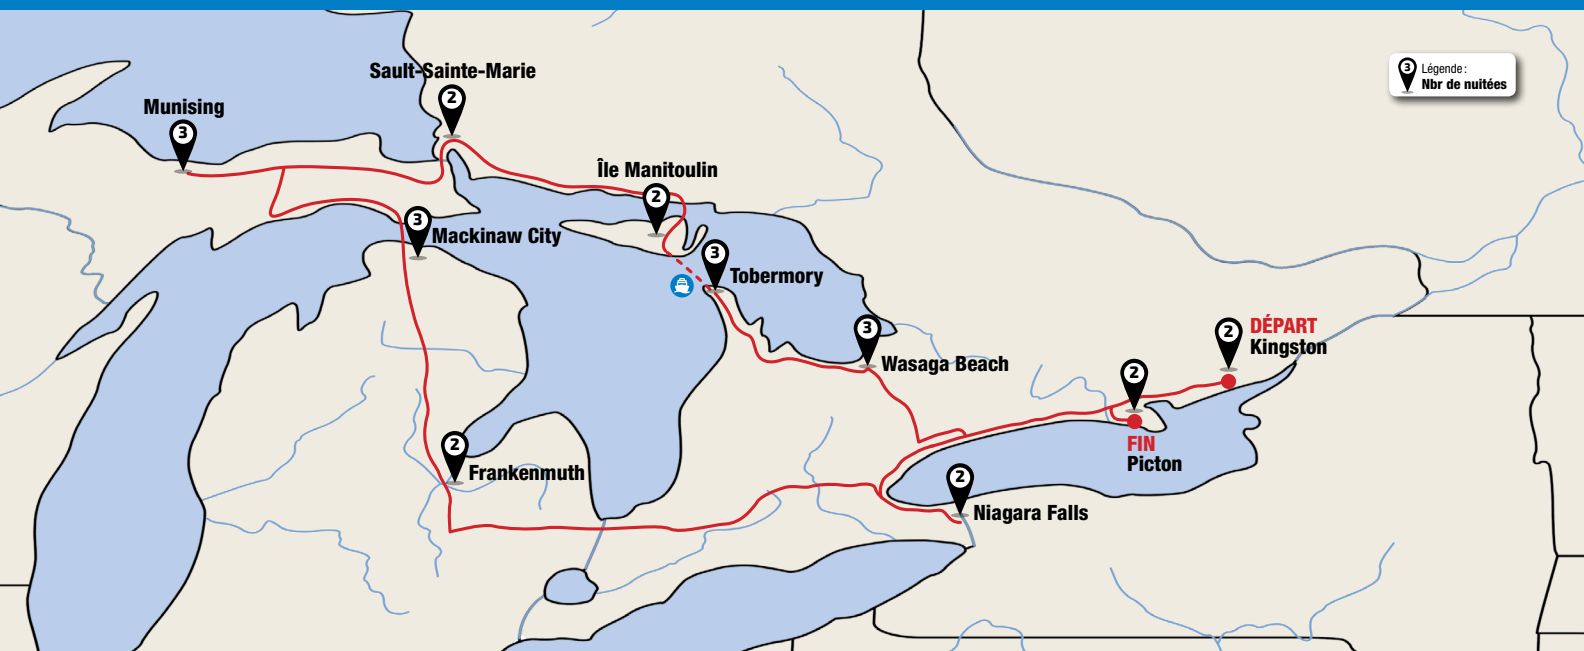 Sault-Sainte-Marie
2
3
Légende :
Nbr de nuitées
Munising
3
Île Manitoulin
2
3
Mackinaw City
3
Tobermory
3
Wasaga Beach
2
DÉPART
Kingston
2
FIN
Picton
2
Frankenmuth
2
Niagara Falls